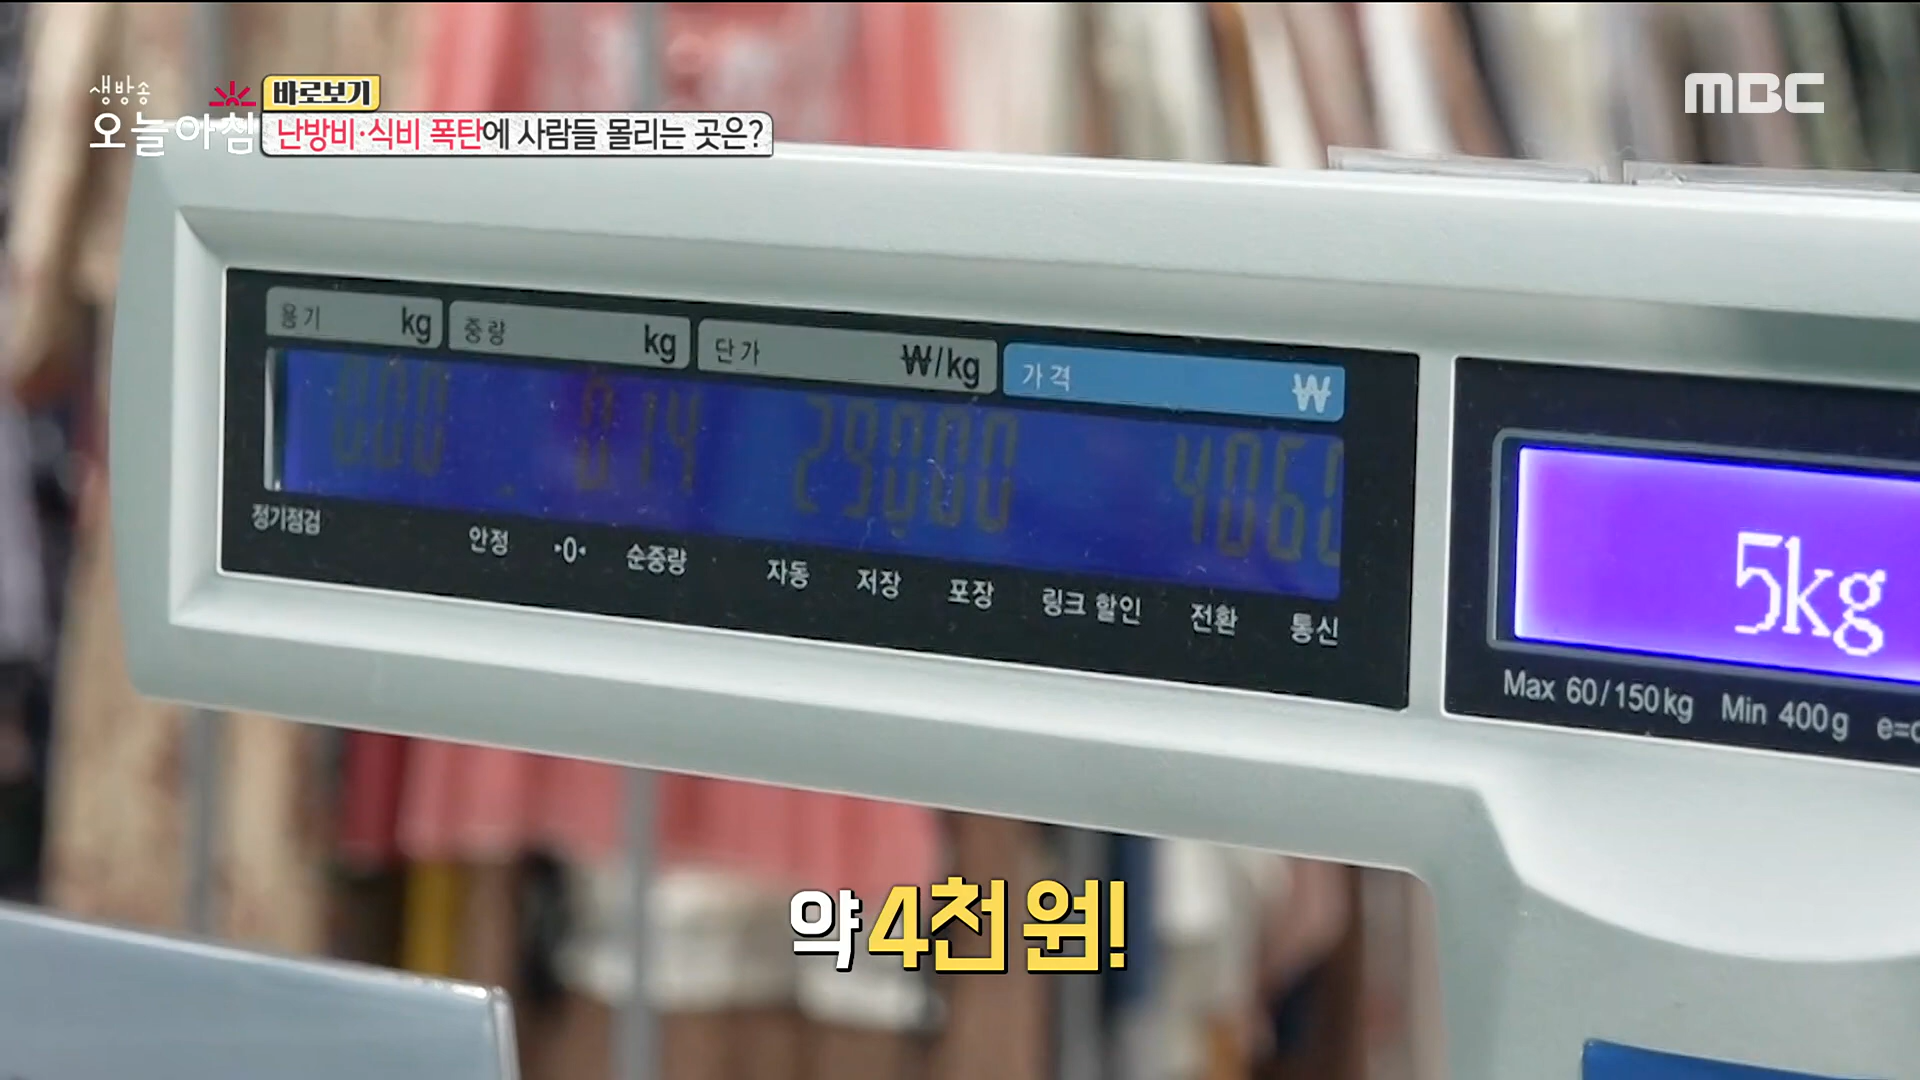 생방송
오늘 아침
바로보기
난방비·식비 폭탄에 사람들 몰리는 곳은?
MBC
용기 kg
중량 kg
단가 ₩/kg
가격 ₩
0.00 0.14 29000 4060
정기점검 안정 ▸0◂ 순중량 자동 저장 포장 링크 할인 전환 통신
5kg
Max 60/150kg Min 400g
약 4천 원!